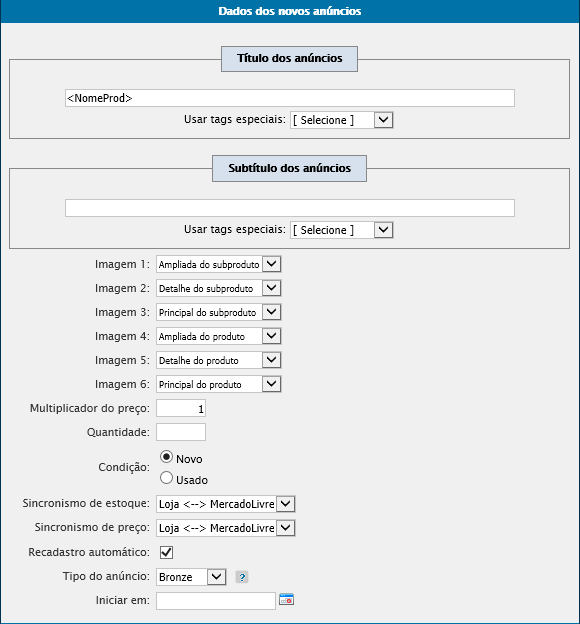 Dados dos novos anúncios
Título dos anúncios
<NomeProd>
Usar tags especiais: [ Selecione ]
Subtítulo dos anúncios
Usar tags especiais: [ Selecione ]
Imagem 1: Ampliada do subproduto
Imagem 2: Detalhe do subproduto
Imagem 3: Principal do subproduto
Imagem 4: Ampliada do produto
Imagem 5: Detalhe do produto
Imagem 6: Principal do produto
Multiplicador do preço: 1
Quantidade:
Condição: Novo
Usado
Sincronismo de estoque: Loja <--> MercadoLivre
Sincronismo de preço: Loja <--> MercadoLivre
Recadastro automático:
Tipo do anúncio: Bronze ?
Iniciar em: